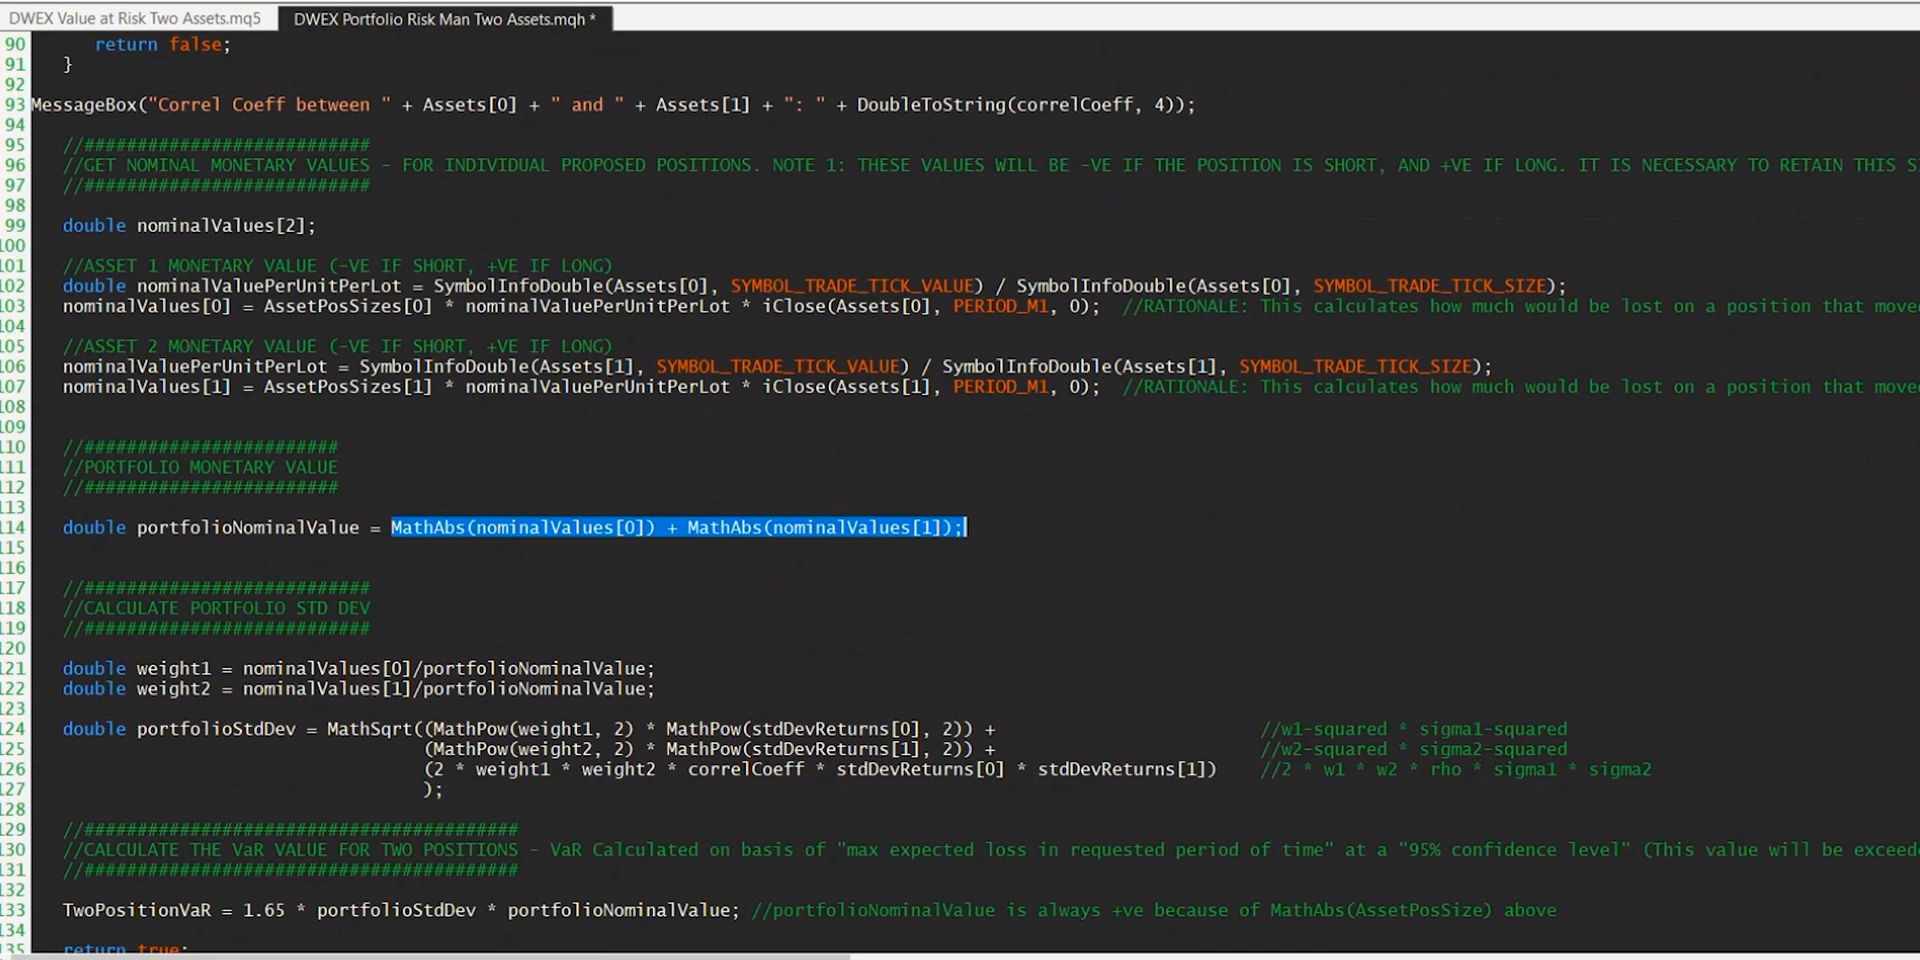 DWEX Value at Risk Two Assets.mq5 DWEX Portfolio Risk Man Two Assets.mqh *
90 return false;
91 }
92
93 MessageBox("Correl Coeff between " + Assets[0] + " and " + Assets[1] + ": " + DoubleToString(correlCoeff, 4));
94
95 //###########################
96 //GET NOMINAL MONETARY VALUES - FOR INDIVIDUAL PROPOSED POSITIONS. NOTE 1: THESE VALUES WILL BE -VE IF THE POSITION IS SHORT, AND +VE IF LONG. IT IS NECESSARY TO RETAIN THIS
97 //###########################
98
99 double nominalValues[2];
100
101 //ASSET 1 MONETARY VALUE (-VE IF SHORT, +VE IF LONG)
102 double nominalValuePerUnitPerLot = SymbolInfoDouble(Assets[0], SYMBOL_TRADE_TICK_VALUE) / SymbolInfoDouble(Assets[0], SYMBOL_TRADE_TICK_SIZE);
103 nominalValues[0] = AssetPosSizes[0] * nominalValuePerUnitPerLot * iClose(Assets[0], PERIOD_M1, 0); //RATIONALE: This calculates how much would be lost on a position that move
104
105 //ASSET 2 MONETARY VALUE (-VE IF SHORT, +VE IF LONG)
106 nominalValuePerUnitPerLot = SymbolInfoDouble(Assets[1], SYMBOL_TRADE_TICK_VALUE) / SymbolInfoDouble(Assets[1], SYMBOL_TRADE_TICK_SIZE);
107 nominalValues[1] = AssetPosSizes[1] * nominalValuePerUnitPerLot * iClose(Assets[1], PERIOD_M1, 0); //RATIONALE: This calculates how much would be lost on a position that move
108
109
110 //########################
111 //PORTFOLIO MONETARY VALUE
112 //########################
113
114 double portfolioNominalValue = MathAbs(nominalValues[0]) + MathAbs(nominalValues[1]);
115
116
117 //###########################
118 //CALCULATE PORTFOLIO STD DEV
119 //###########################
120
121 double weight1 = nominalValues[0]/portfolioNominalValue;
122 double weight2 = nominalValues[1]/portfolioNominalValue;
123
124 double portfolioStdDev = MathSqrt((MathPow(weight1, 2) * MathPow(stdDevReturns[0], 2)) + //w1-squared * sigma1-squared
125 (MathPow(weight2, 2) * MathPow(stdDevReturns[1], 2)) + //w2-squared * sigma2-squared
126 (2 * weight1 * weight2 * correlCoeff * stdDevReturns[0] * stdDevReturns[1]) //2 * w1 * w2 * rho * sigma1 * sigma2
127 );
128
129 //#########################################
130 //CALCULATE THE VaR VALUE FOR TWO POSITIONS - VaR Calculated on basis of "max expected loss in requested period of time" at a "95% confidence level" (This value will be exceed
131 //#########################################
132
133 TwoPositionVaR = 1.65 * portfolioStdDev * portfolioNominalValue; //portfolioNominalValue is always +ve because of MathAbs(AssetPosSize) above
134
135 return true;